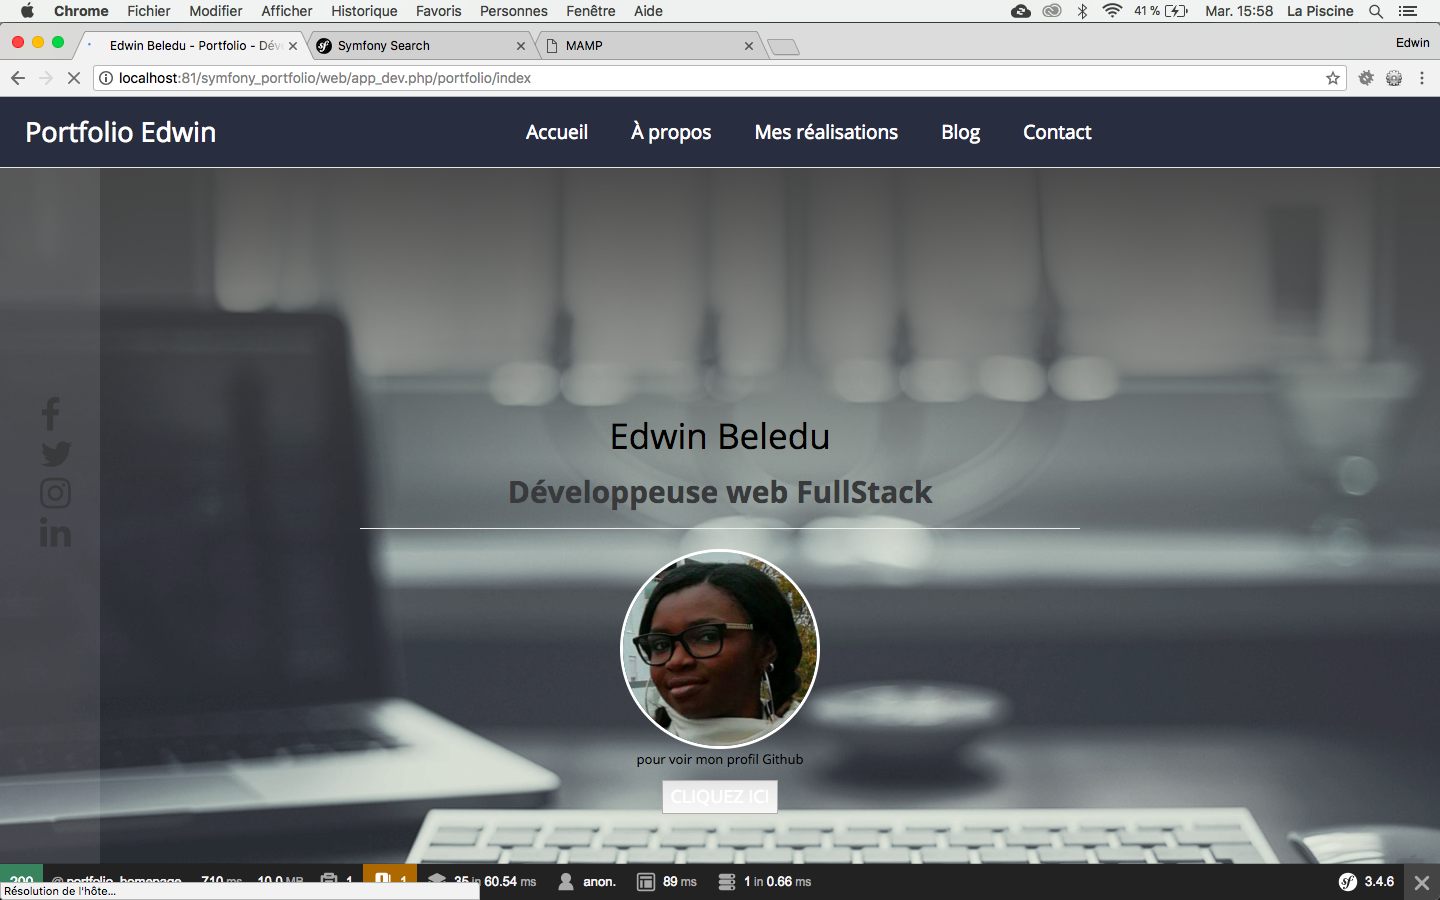 Chrome Fichier Modifier Afficher Historique Favoris Personnes Fenêtre Aide 41 % Mar. 15:58 La Piscine
Edwin Beledu - Portfolio - Dév Symfony Search MAMP Edwin
localhost:81/symfony_portfolio/web/app_dev.php/portfolio/index
Portfolio Edwin Accueil À propos Mes réalisations Blog Contact
Edwin Beledu
Développeuse web FullStack
pour voir mon profil Github
CLIQUEZ ICI
200 @ portfolio_homepage 710 ms 10.0 MB 1 1 35 in 60.54 ms anon. 89 ms 1 in 0.66 ms 3.4.6
Résolution de l'hôte...